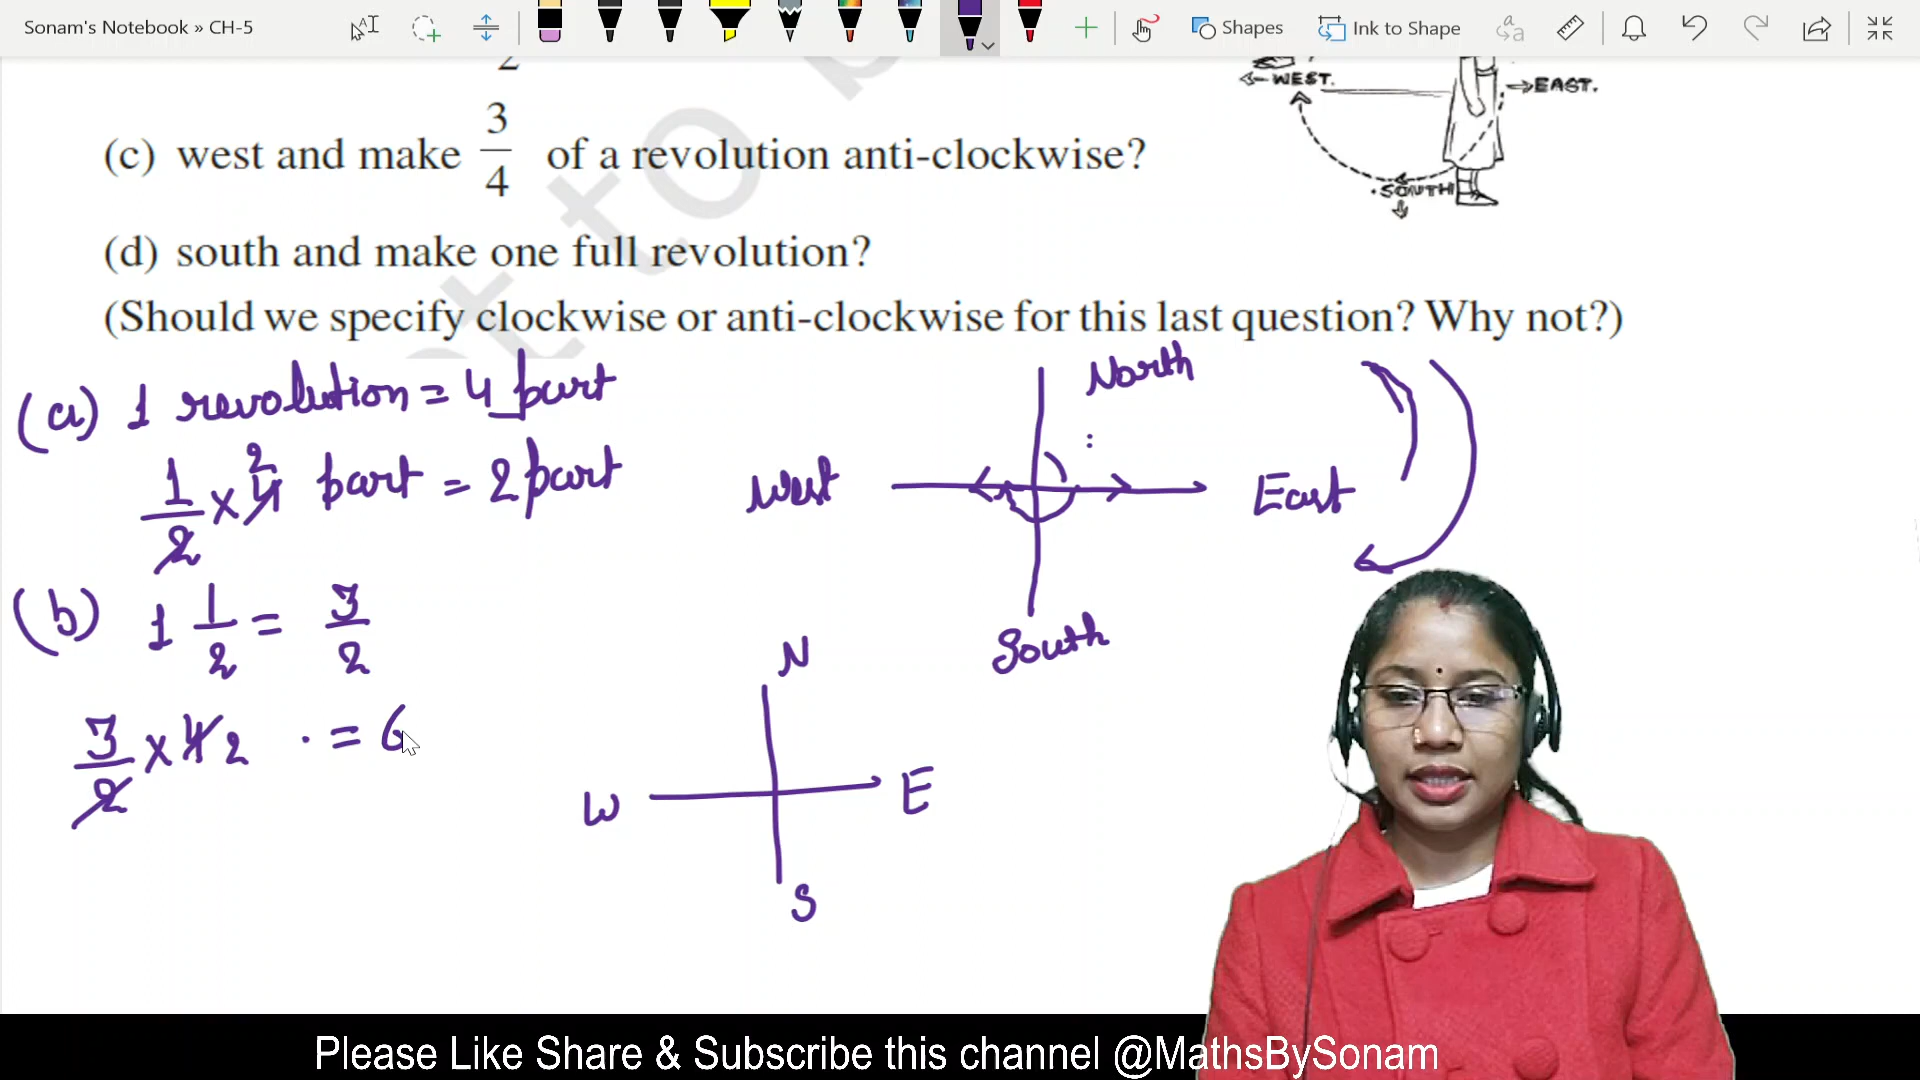 Sonam's Notebook » CH-5
Shapes
Ink to Shape
2
(c) west and make 3/4 of a revolution anti-clockwise?
WEST.
EAST.
SOUTH
(d) south and make one full revolution?
(Should we specify clockwise or anti-clockwise for this last question? Why not?)
(a) 1 revolution = 4 part
1/2 × 4 2 part = 2 part
North
West
East
South
(b) 1 1/2 = 3/2
3/2 × 4 2 . = 6
N
W
E
S
Please Like Share & Subscribe this channel @MathsBySonam